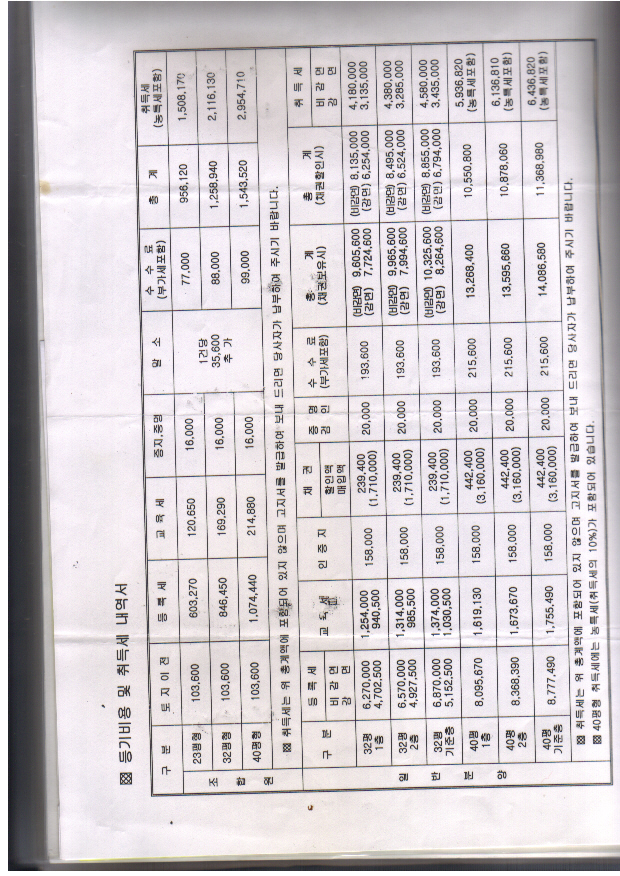 ※ 등기비용 및 취득세 내역서
구 분 토지이전 등록세 교육세 증지,증명 말 소 수 수 료 (부가세포함) 총 계 취득세 (농특세포함)
조 합 원
23평형 103,600 603,270 120,650 16,000 1건당 35,600 추 가 77,000 956,120 1,508,170
32평형 103,600 846,450 169,290 16,000 88,000 1,258,940 2,116,130
40평형 103,600 1,074,440 214,880 16,000 99,000 1,543,520 2,954,710
※ 취득세는 위 총계액에 포함되어 있지 않으며 고지서를 발급하여 보내 드리면 당사자가 납부하여 주시기 바랍니다.
구 분 등록세 비감면 감면 교육세 인증지 채 권 할인액 매입액 증명 검인 수 수 료 (부가세포함) 총 계 (채권보유시) 총 계 (채권할인시) 취득세 비감면 감면
일 반 분 양
32평 1층 6,270,000 4,702,500 1,254,000 940,500 158,000 239,400 (1,710,000) 20,000 193,600 (비감면) 9,605,600 (감면) 7,724,600 (비감면) 8,135,000 (감면) 6,254,000 4,180,000 3,135,000
32평 2층 6,570,000 4,927,500 1,314,000 985,500 158,000 239,400 (1,710,000) 20,000 193,600 (비감면) 9,965,600 (감면) 7,994,600 (비감면) 8,495,000 (감면) 6,524,000 4,380,000 3,285,000
32평 기준층 6,870,000 5,152,500 1,374,000 1,030,500 158,000 239,400 (1,710,000) 20,000 193,600 (비감면) 10,325,600 (감면) 8,264,600 (비감면) 8,855,000 (감면) 6,794,000 4,580,000 3,435,000
40평 1층 8,095,670 1,619,130 158,000 442,400 (3,160,000) 20,000 215,600 13,268,400 10,550,800 5,936,820 (농특세포함)
40평 2층 8,368,390 1,673,670 158,000 442,400 (3,160,000) 20,000 215,600 13,595,660 10,878,060 6,136,810 (농특세포함)
40평 기준층 8,777,490 1,755,490 158,000 442,400 (3,160,000) 20,000 215,600 14,086,580 11,368,980 6,436,820 (농특세포함)
※ 취득세는 위 총계액에 포함되어 있지 않으며 고지서를 발급하여 보내 드리면 당사자가 납부하여 주시기 바랍니다.
※ 40평형 취득세에는 농특세(취득세의 10%)가 포함되어 있습니다.